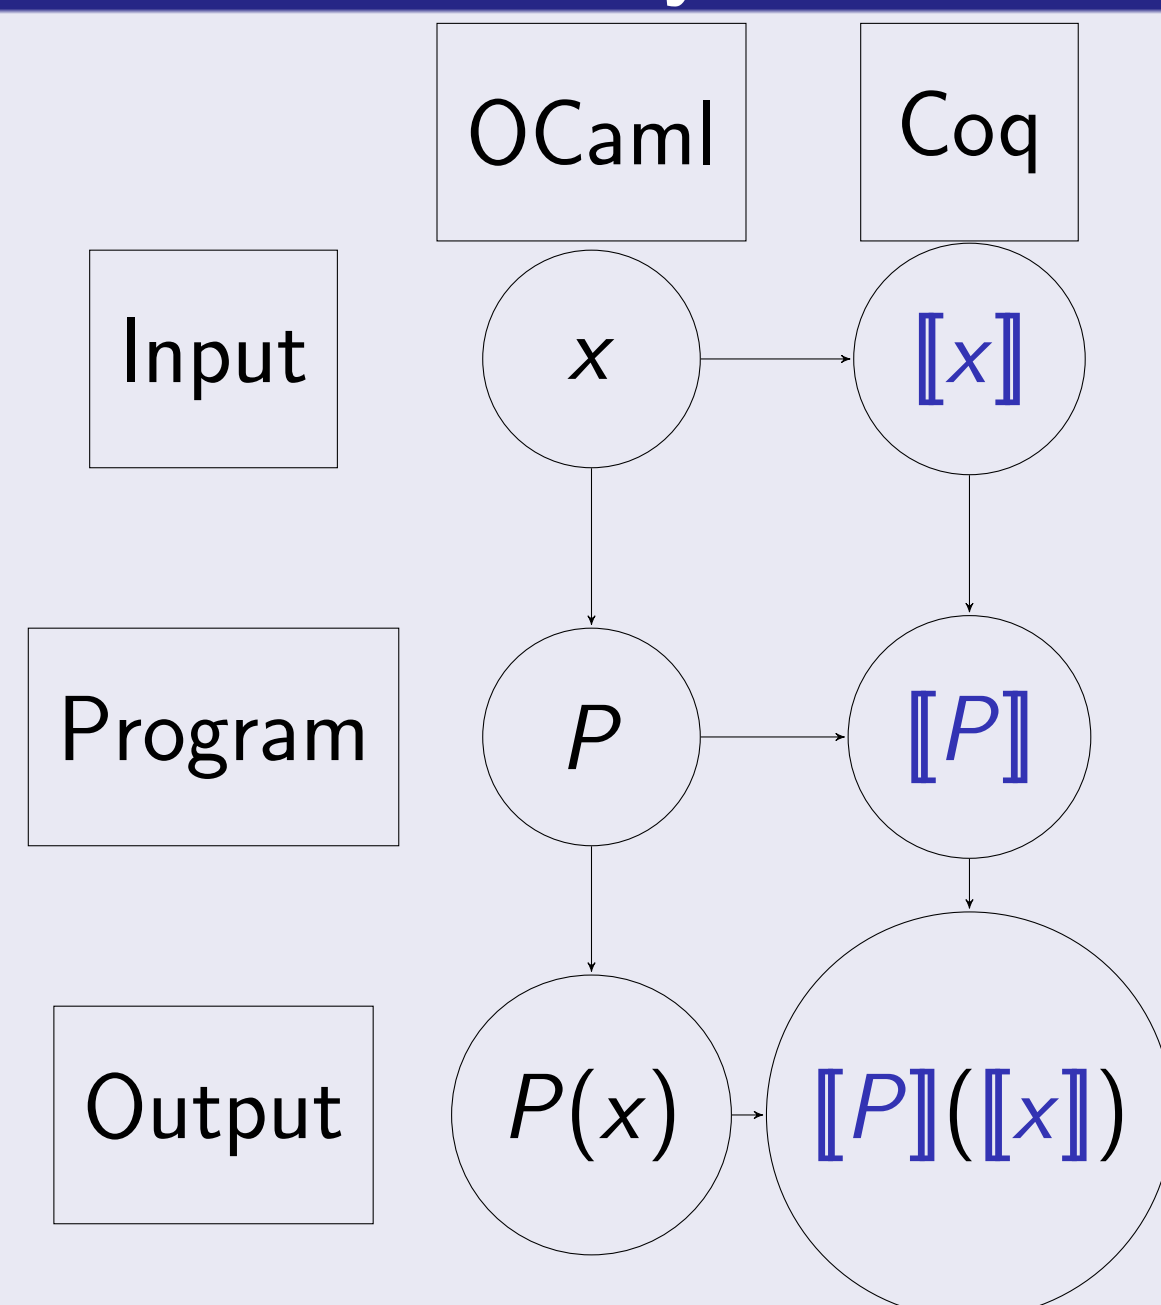 OCaml Coq
Input x ⟦x⟧
Program P ⟦P⟧
Output P(x) ⟦P⟧(⟦x⟧)